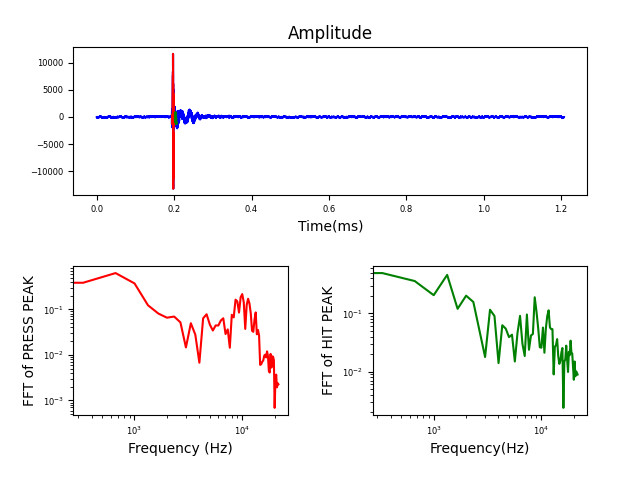 Amplitude
10000
5000
0
−5000
−10000
0.0 0.2 0.4 0.6 0.8 1.0 1.2
Time(ms)
FFT of PRESS PEAK
10⁻¹
10⁻²
10⁻³
10³ 10⁴
Frequency (Hz)
FFT of HIT PEAK
10⁻¹
10⁻²
10³ 10⁴
Frequency(Hz)